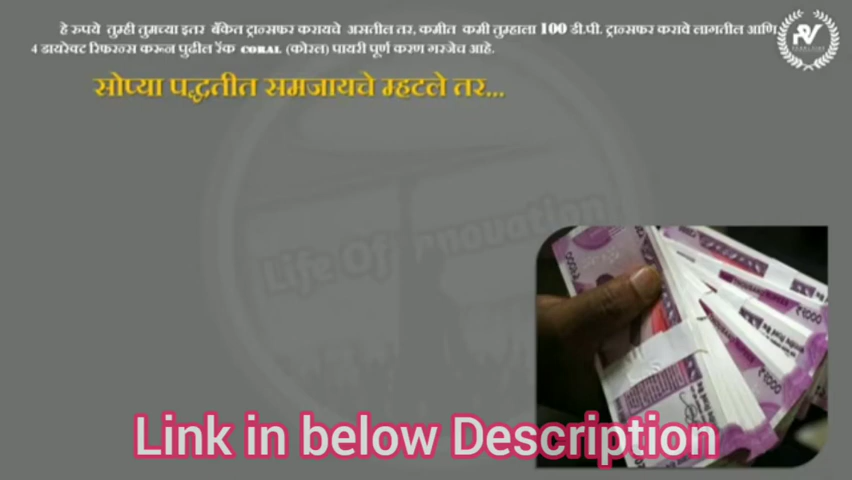 हे रुपये तुम्ही तुमच्या इतर बँकेत ट्रान्सफर करायचे असतील तर, कमीत कमी तुम्हाला 100 डी.पी. ट्रान्सफर करावे लागतील आणि
4 डायरेक्ट रिफरन्स करून पुढील रँक CORAL (कोरल) पायरी पूर्ण करण गरजेच आहे.
सोप्या पद्धतीत समजायचे म्हटले तर...
Life Of Innovation
Link in below Description